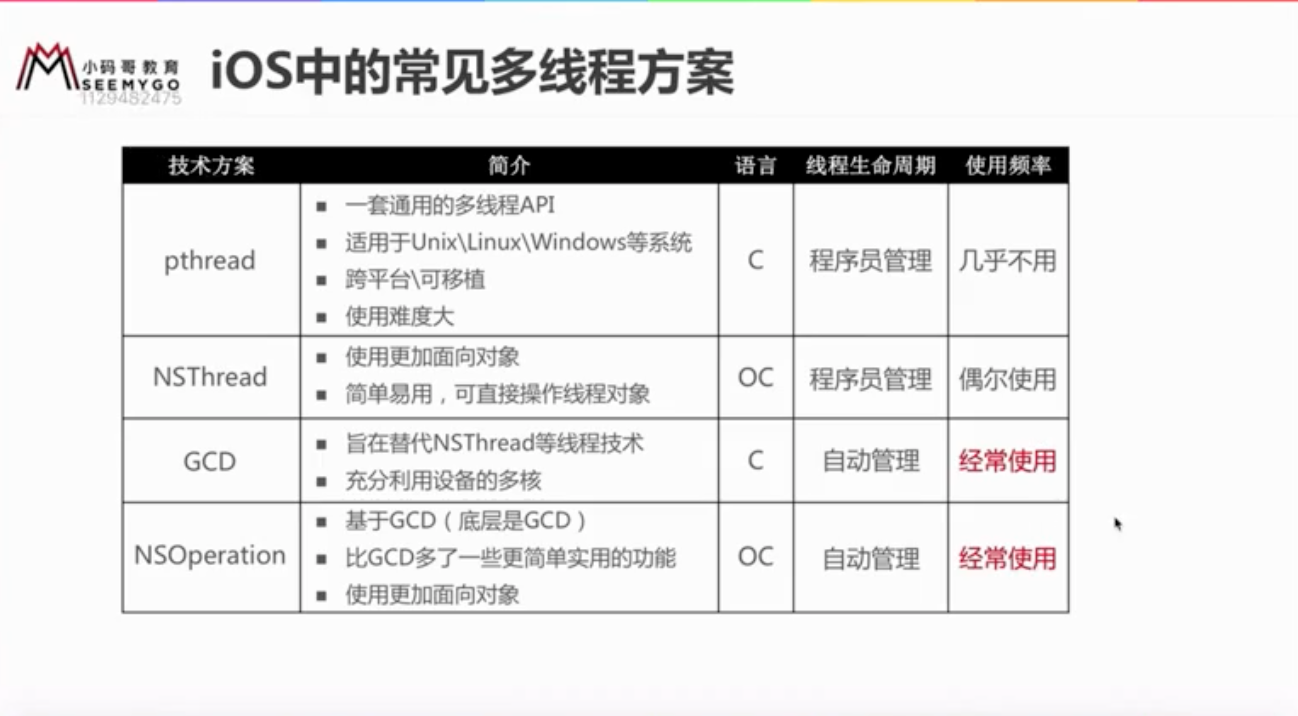 小码哥教育
SEEMYGO
1129482475
iOS中的常见多线程方案
技术方案 简介 语言 线程生命周期 使用频率
pthread
■ 一套通用的多线程API
■ 适用于Unix\Linux\Windows等系统
■ 跨平台\可移植
■ 使用难度大
C 程序员管理 几乎不用
NSThread
■ 使用更加面向对象
■ 简单易用，可直接操作线程对象
OC 程序员管理 偶尔使用
GCD
■ 旨在替代NSThread等线程技术
■ 充分利用设备的多核
C 自动管理 经常使用
NSOperation
■ 基于GCD（底层是GCD）
■ 比GCD多了一些更简单实用的功能
■ 使用更加面向对象
OC 自动管理 经常使用